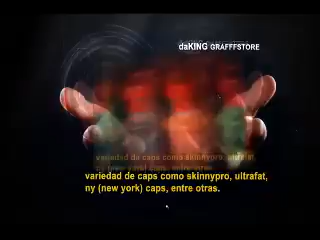 daKING GRAFFFSTORE
variedad de caps como skinnypro, ultrafat,
ny (new york) caps, entre otras.